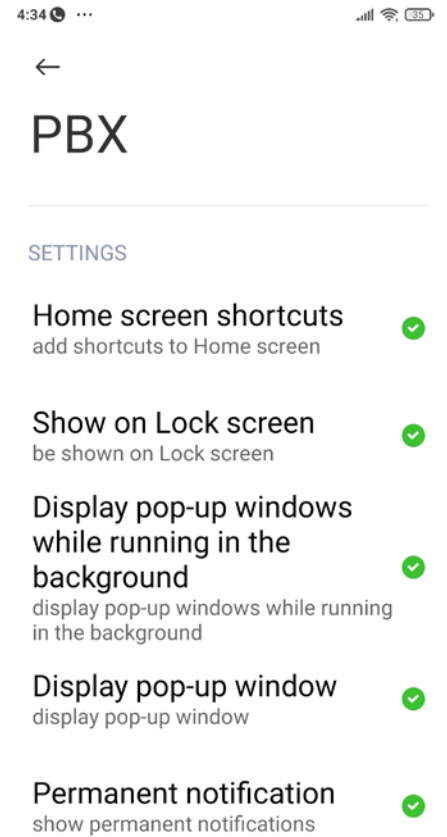 4:34 ...
35
PBX
SETTINGS
Home screen shortcuts
add shortcuts to Home screen
Show on Lock screen
be shown on Lock screen
Display pop-up windows
while running in the
background
display pop-up windows while running
in the background
Display pop-up window
display pop-up window
Permanent notification
show permanent notifications